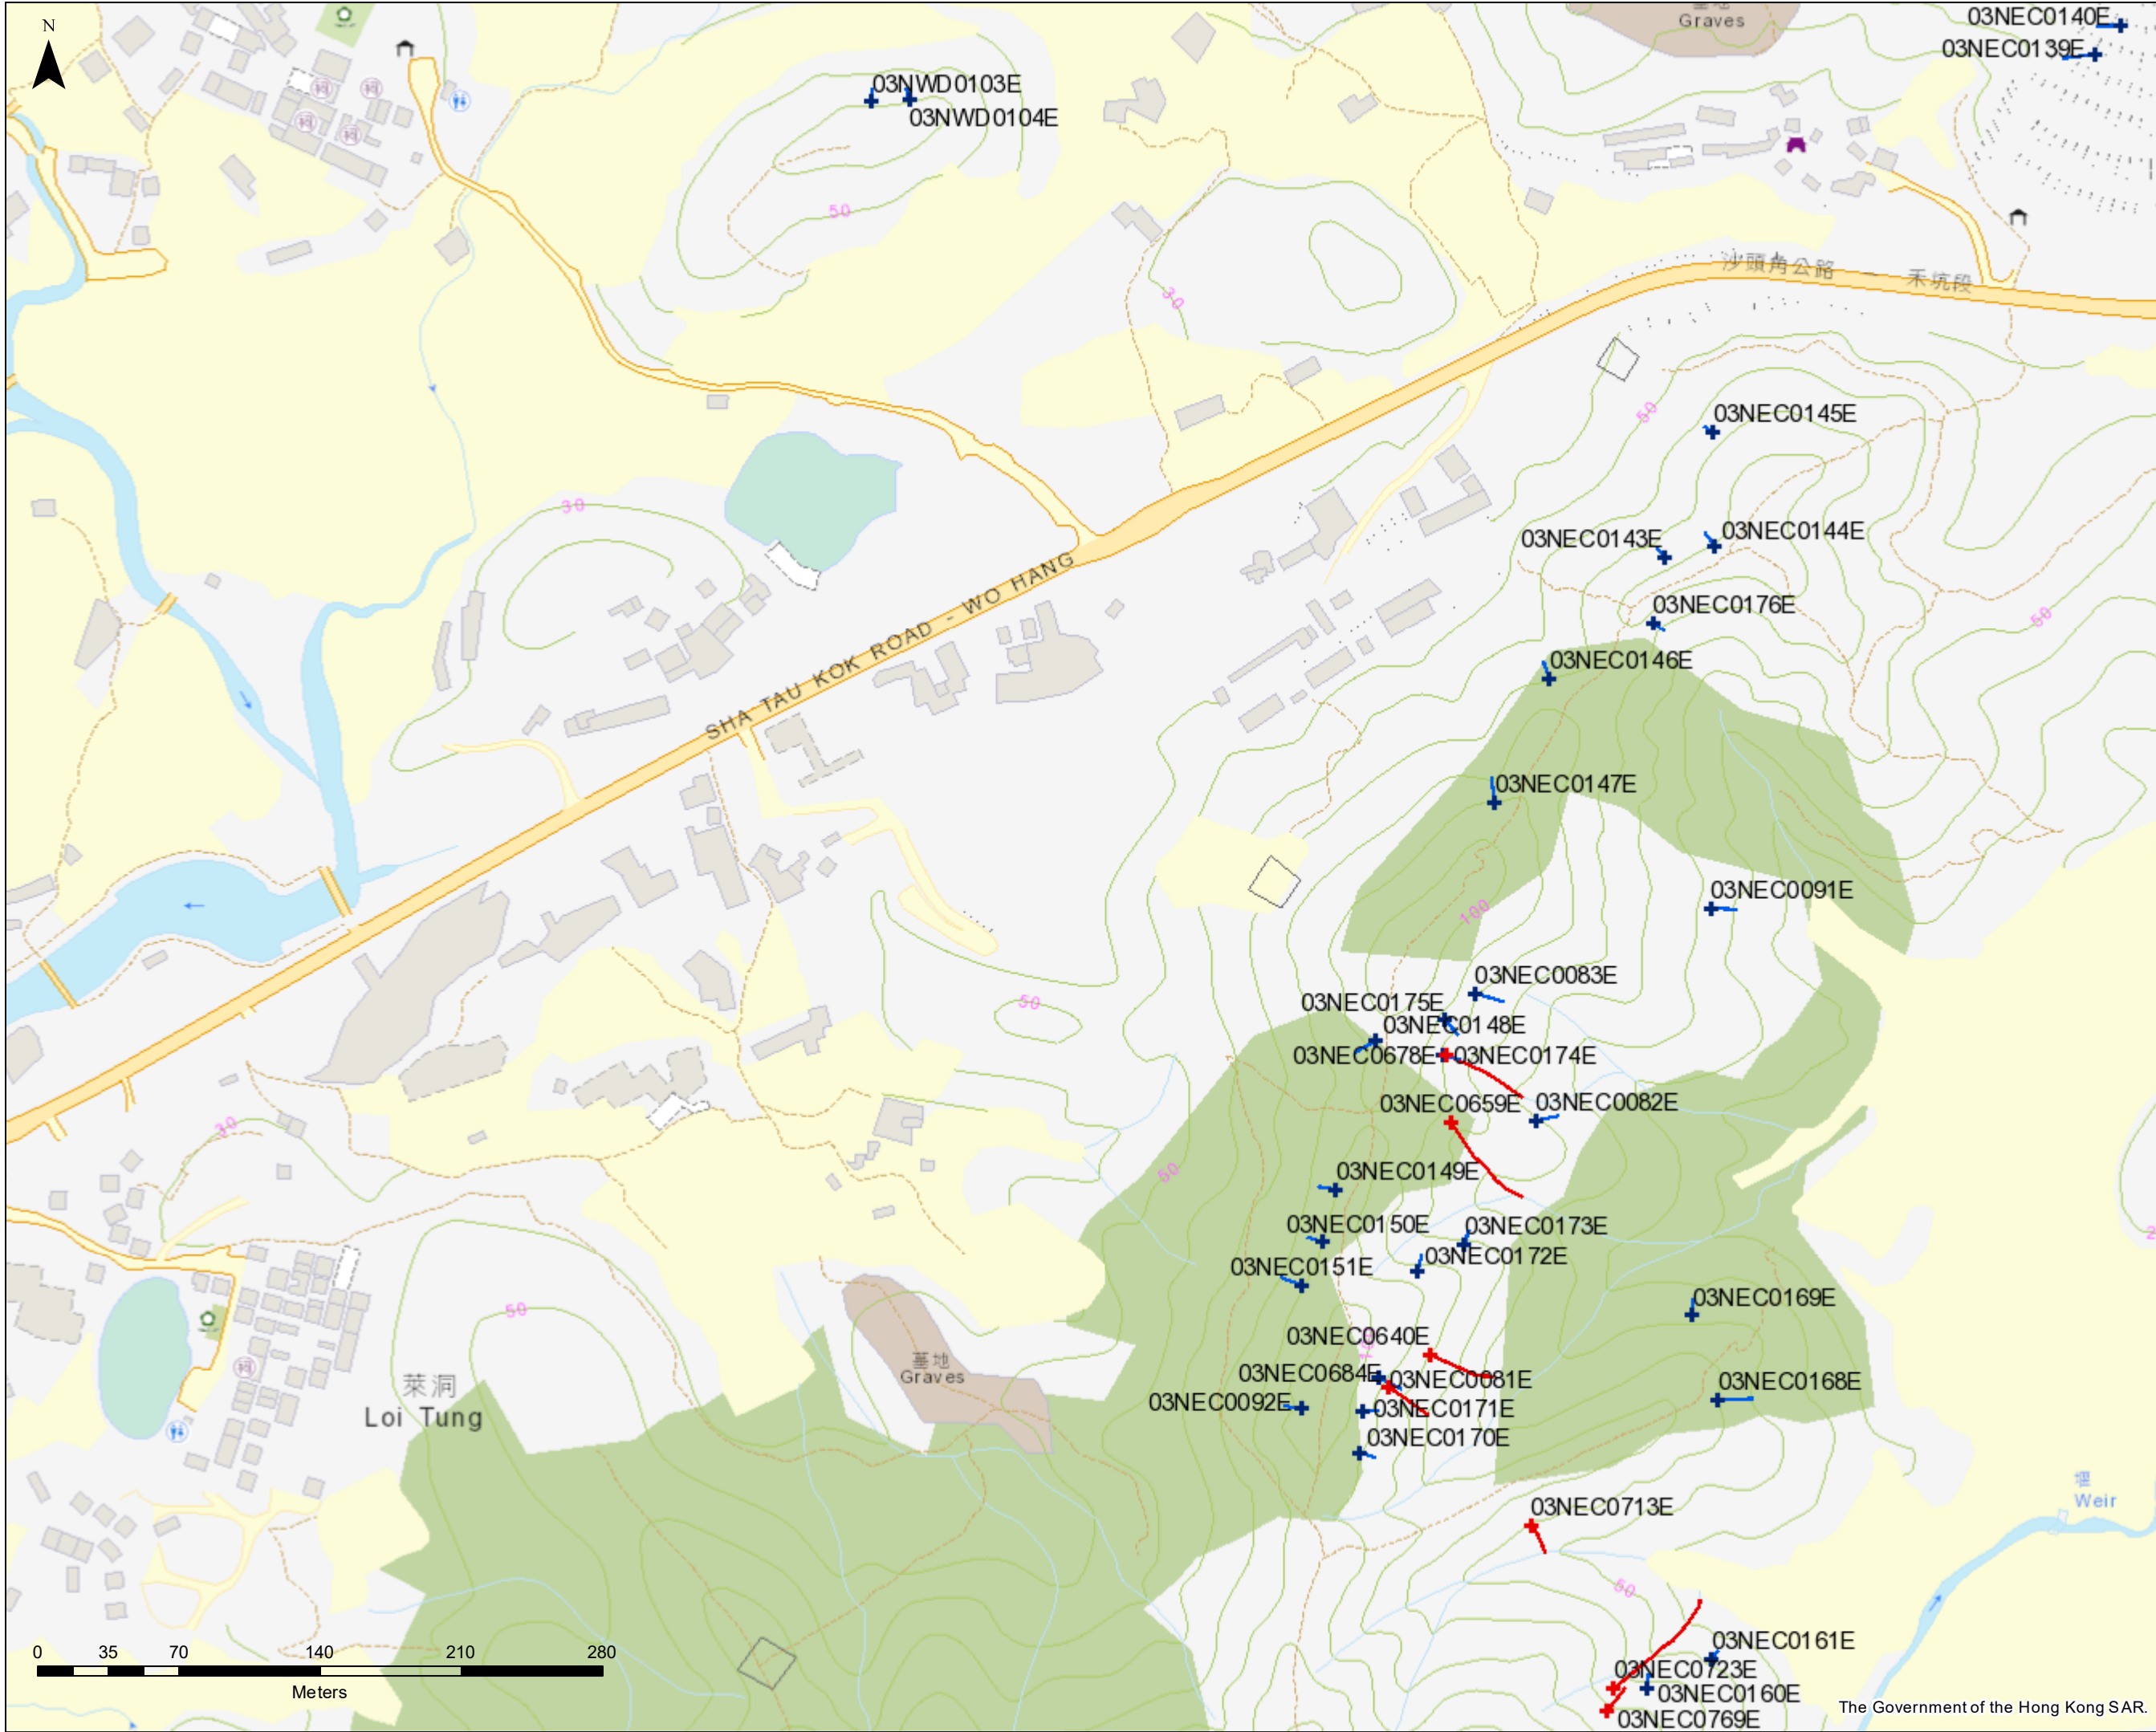 N
Graves
03NEC0140E
03NEC0139E
03NWD0103E
03NWD0104E
50
30
沙頭角公路 — 禾坑段
50
03NEC0145E
30
03NEC0143E
03NEC0144E
SHA TAU KOK ROAD - WO HANG
03NEC0176E
50
03NEC0146E
03NEC0147E
03NEC0091E
100
03NEC0083E
50
03NEC0175E
03NEC0148E
03NEC0678E
03NEC0174E
03NEC0659E
03NEC0082E
30
50
03NEC0149E
03NEC0150E
03NEC0173E
03NEC0172E
03NEC0151E
03NEC0169E
50
03NEC0640E
墓地
Graves
03NEC0684E
03NEC0081E
03NEC0168E
萊洞
Loi Tung
03NEC0092E
03NEC0171E
03NEC0170E
堰
Weir
03NEC0713E
50
03NEC0161E
03NEC0723E
03NEC0160E
03NEC0769E
0 35 70 140 210 280
Meters
The Government of the Hong Kong SAR.